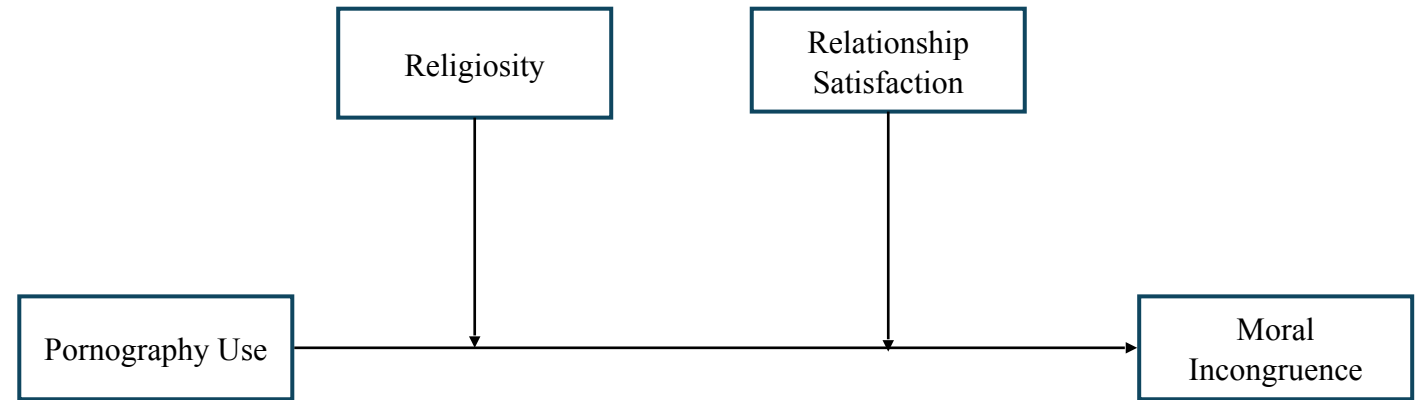 Religiosity
Relationship
Satisfaction
Pornography Use
Moral
Incongruence